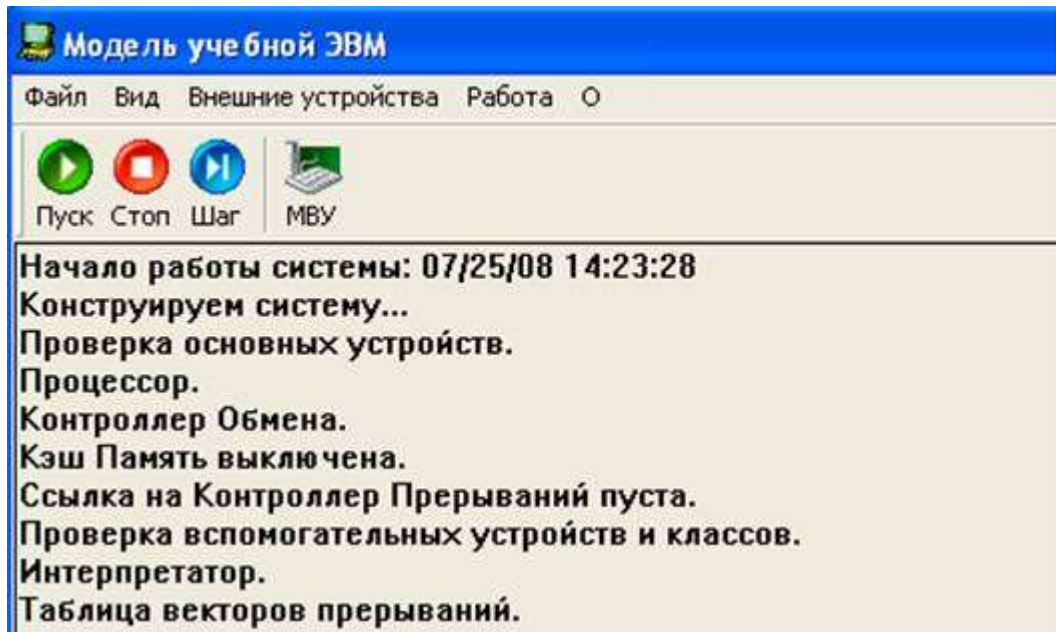 Модель учебной ЭВМ
Файл Вид Внешние устройства Работа О
Пуск Стоп Шаг МВУ
Начало работы системы: 07/25/08 14:23:28
Конструируем систему...
Проверка основных устройств.
Процессор.
Контроллер Обмена.
Кэш Память выключена.
Ссылка на Контроллер Прерываний пуста.
Проверка вспомогательных устройств и классов.
Интерпретатор.
Таблица векторов прерываний.